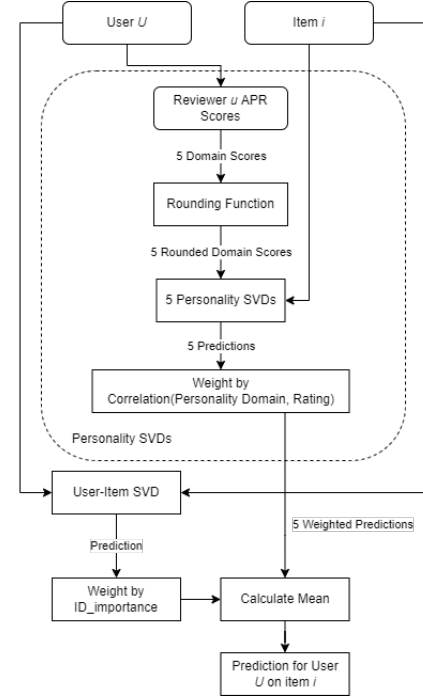 User U
Item i
Reviewer u APR
Scores
5 Domain Scores
Rounding Function
5 Rounded Domain Scores
5 Personality SVDs
5 Predictions
Weight by
Correlation(Personality Domain, Rating)
Personality SVDs
User-Item SVD
5 Weighted Predictions
Prediction
Weight by
ID_importance
Calculate Mean
Prediction for User
U on item i